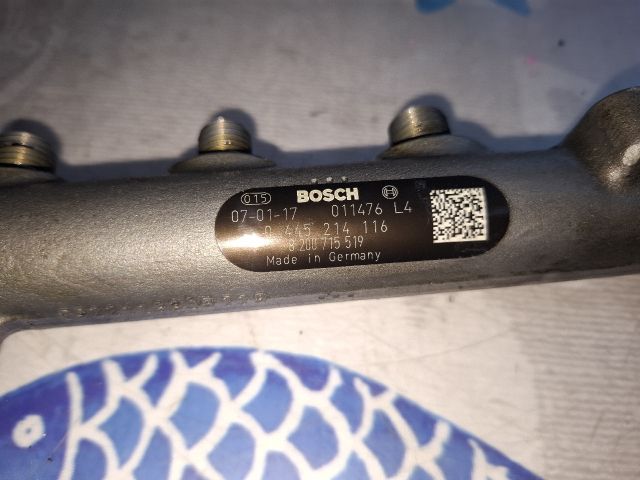 015 BOSCH
07-01-17 011476 L4
0 445 214 116
8 200 715 519
Made in Germany